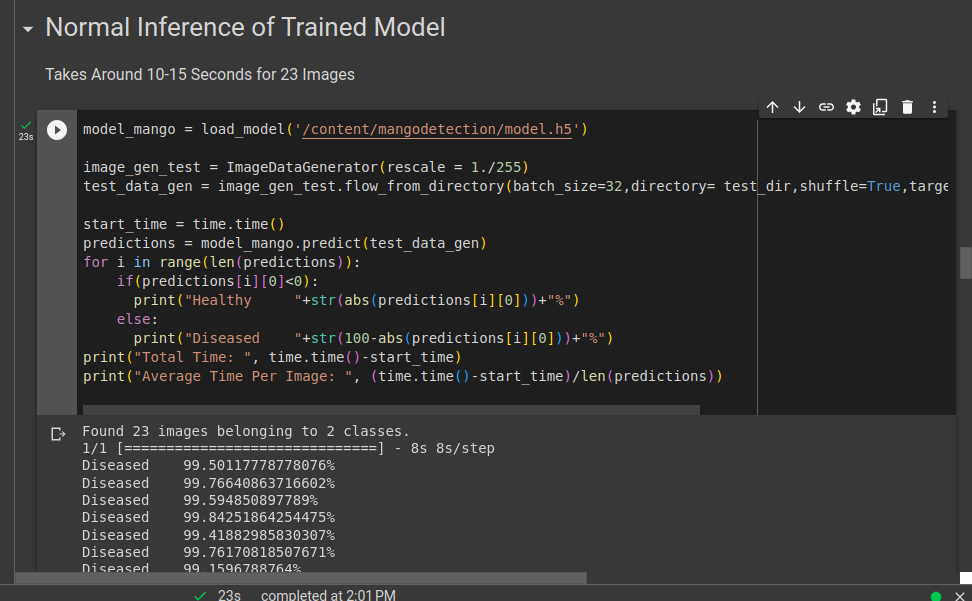 Normal Inference of Trained Model
Takes Around 10-15 Seconds for 23 Images
23s
model_mango = load_model('/content/mangodetection/model.h5')
image_gen_test = ImageDataGenerator(rescale = 1./255)
test_data_gen = image_gen_test.flow_from_directory(batch_size=32,directory= test_dir,shuffle=True,targe
start_time = time.time()
predictions = model_mango.predict(test_data_gen)
for i in range(len(predictions)):
    if(predictions[i][0]<0):
      print("Healthy     "+str(abs(predictions[i][0]))+"%")
    else:
      print("Diseased    "+str(100-abs(predictions[i][0]))+"%")
print("Total Time: ", time.time()-start_time)
print("Average Time Per Image: ", (time.time()-start_time)/len(predictions))
Found 23 images belonging to 2 classes.
1/1 [==============================] - 8s 8s/step
Diseased    99.50117778778076%
Diseased    99.76640863716602%
Diseased    99.594850897789%
Diseased    99.84251864254475%
Diseased    99.41882985830307%
Diseased    99.76170818507671%
Diseased    99.1596788764%
23s completed at 2:01 PM